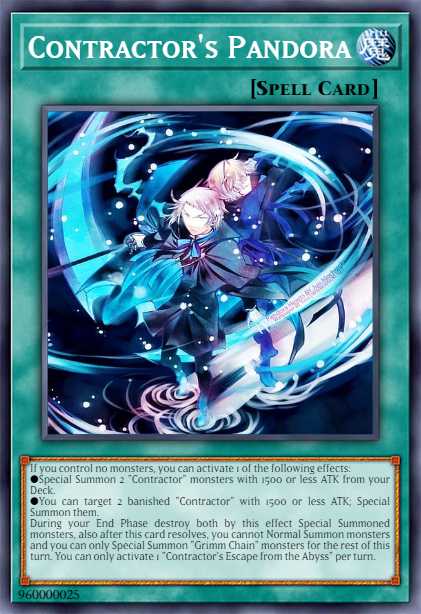 CONTRACTOR'S PANDORA
魔
[SPELL CARD]
If you control no monsters, you can activate 1 of the following effects:
●Special Summon 2 "Contractor" monsters with 1500 or less ATK from your
Deck.
●You can target 2 banished "Contractor" with 1500 or less ATK; Special
Summon them.
During your End Phase destroy both by this effect Special Summoned
monsters, also after this card resolves, you cannot Normal Summon monsters
and you can only Special Summon "Grimm Chain" monsters for the rest of this
turn. You can only activate 1 "Contractor's Escape from the Abyss" per turn.
960000025